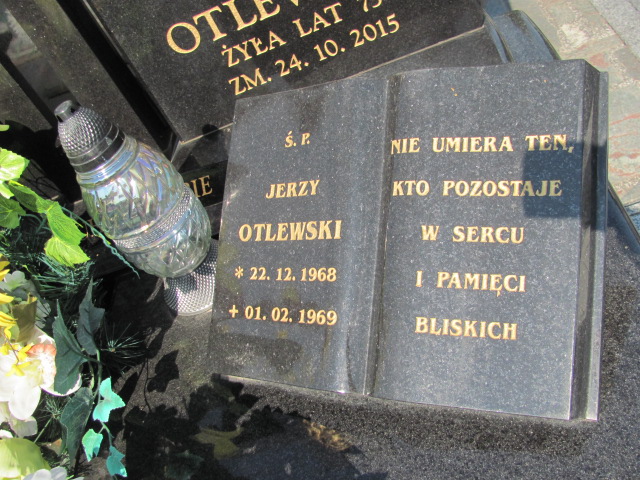 ŻYŁA LAT
ZM. 24. 10. 2015
Ś. P.
JERZY
OTLEWSKI
* 22. 12. 1968
+ 01. 02. 1969
NIE UMIERA TEN,
KTO POZOSTAJE
W SERCU
I PAMIĘCI
BLISKICH